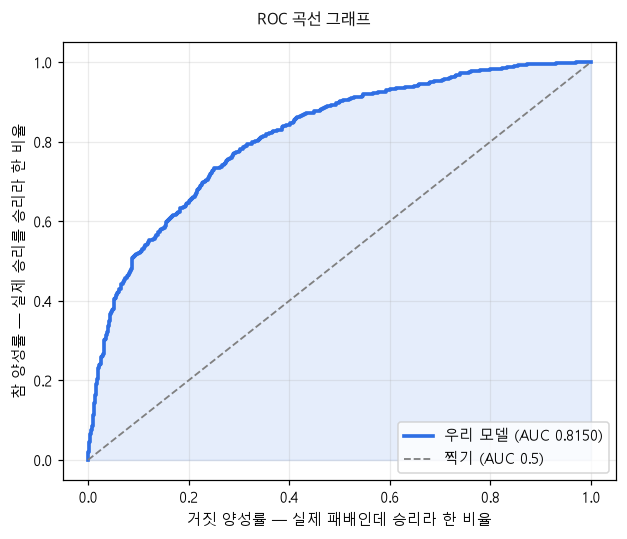 ROC 곡선 그래프
참 양성률 — 실제 승리를 승리라 한 비율
1.0
0.8
0.6
0.4
0.2
0.0
우리 모델 (AUC 0.8150)
찍기 (AUC 0.5)
0.0 0.2 0.4 0.6 0.8 1.0
거짓 양성률 — 실제 패배인데 승리라 한 비율